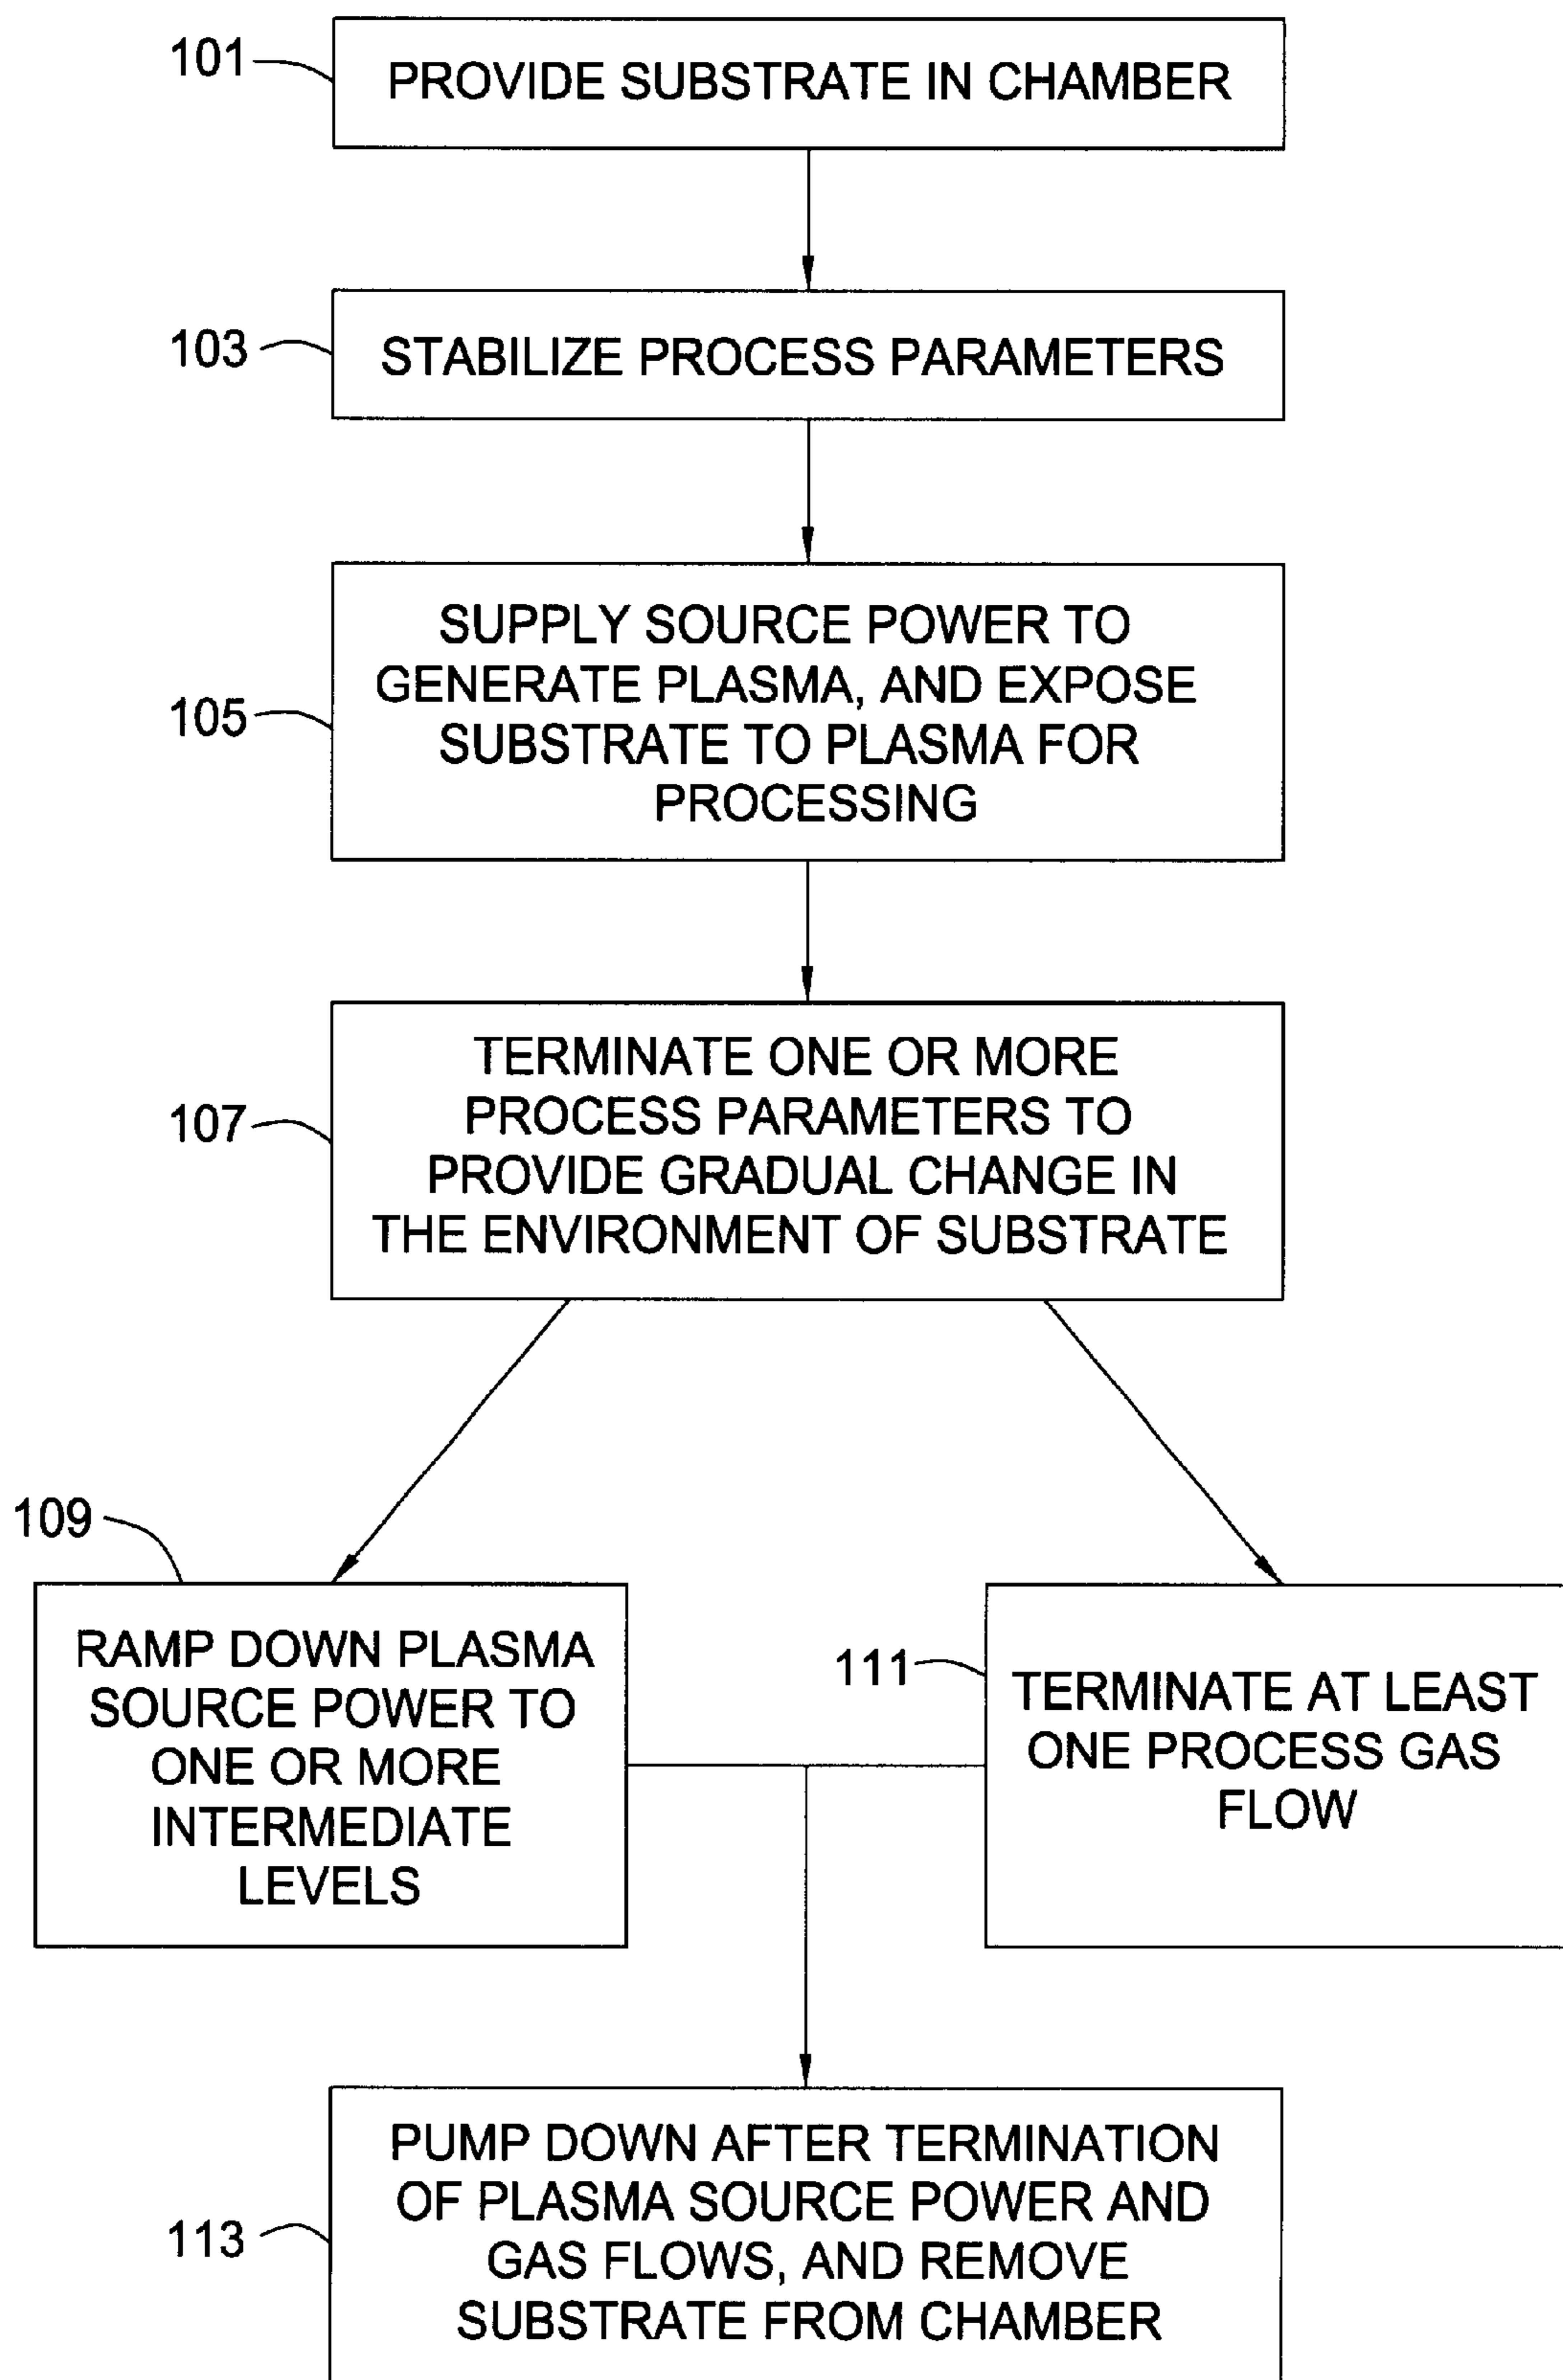 101
PROVIDE SUBSTRATE IN CHAMBER
103
STABILIZE PROCESS PARAMETERS
105
SUPPLY SOURCE POWER TO
GENERATE PLASMA, AND EXPOSE
SUBSTRATE TO PLASMA FOR
PROCESSING
107
TERMINATE ONE OR MORE
PROCESS PARAMETERS TO
PROVIDE GRADUAL CHANGE IN
THE ENVIRONMENT OF SUBSTRATE
109
RAMP DOWN PLASMA
SOURCE POWER TO
ONE OR MORE
INTERMEDIATE
LEVELS
111
TERMINATE AT LEAST
ONE PROCESS GAS
FLOW
113
PUMP DOWN AFTER TERMINATION
OF PLASMA SOURCE POWER AND
GAS FLOWS, AND REMOVE
SUBSTRATE FROM CHAMBER